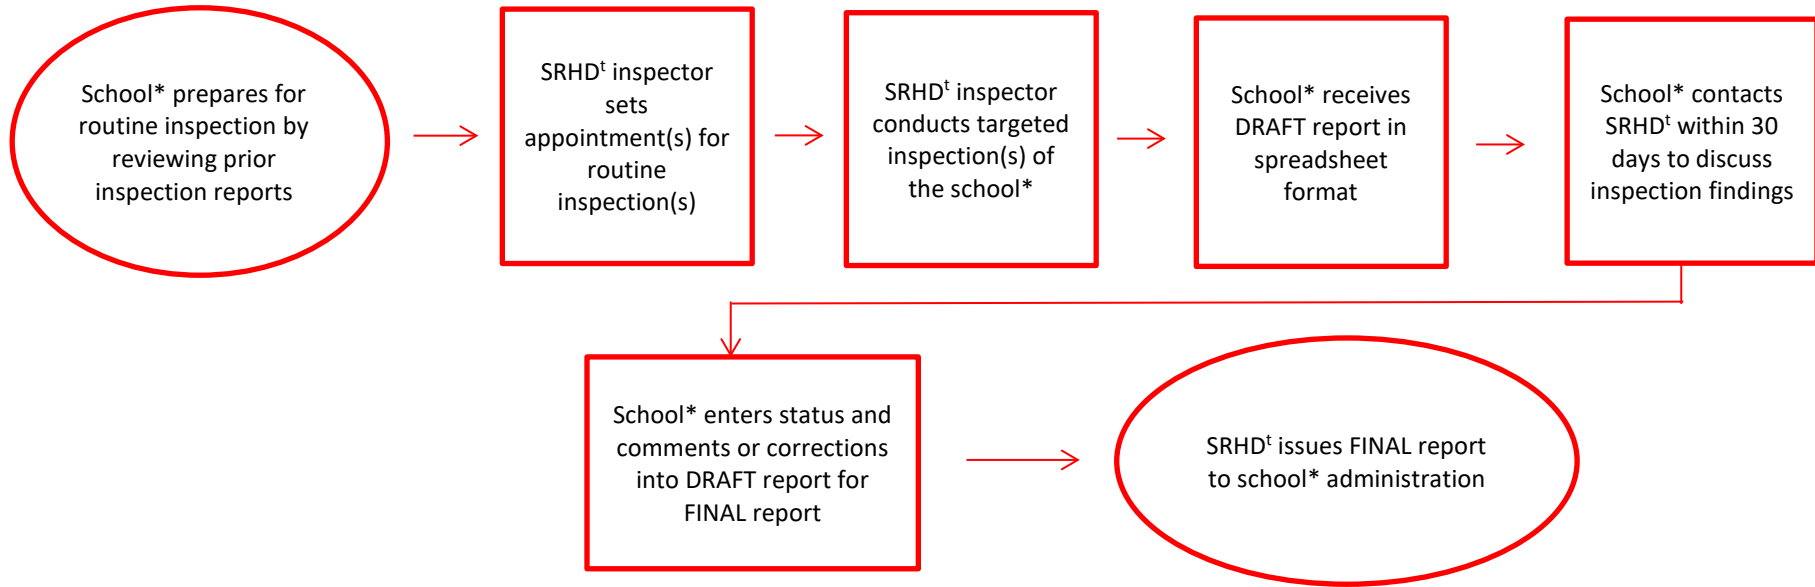 School* prepares for
routine inspection by
reviewing prior
inspection reports
SRHDᵗ inspector
sets
appointment(s) for
routine
inspection(s)
SRHDᵗ inspector
conducts targeted
inspection(s) of
the school*
School* receives
DRAFT report in
spreadsheet
format
School* contacts
SRHDᵗ within 30
days to discuss
inspection findings
School* enters status and
comments or corrections
into DRAFT report for
FINAL report
SRHDᵗ issues FINAL report
to school* administration